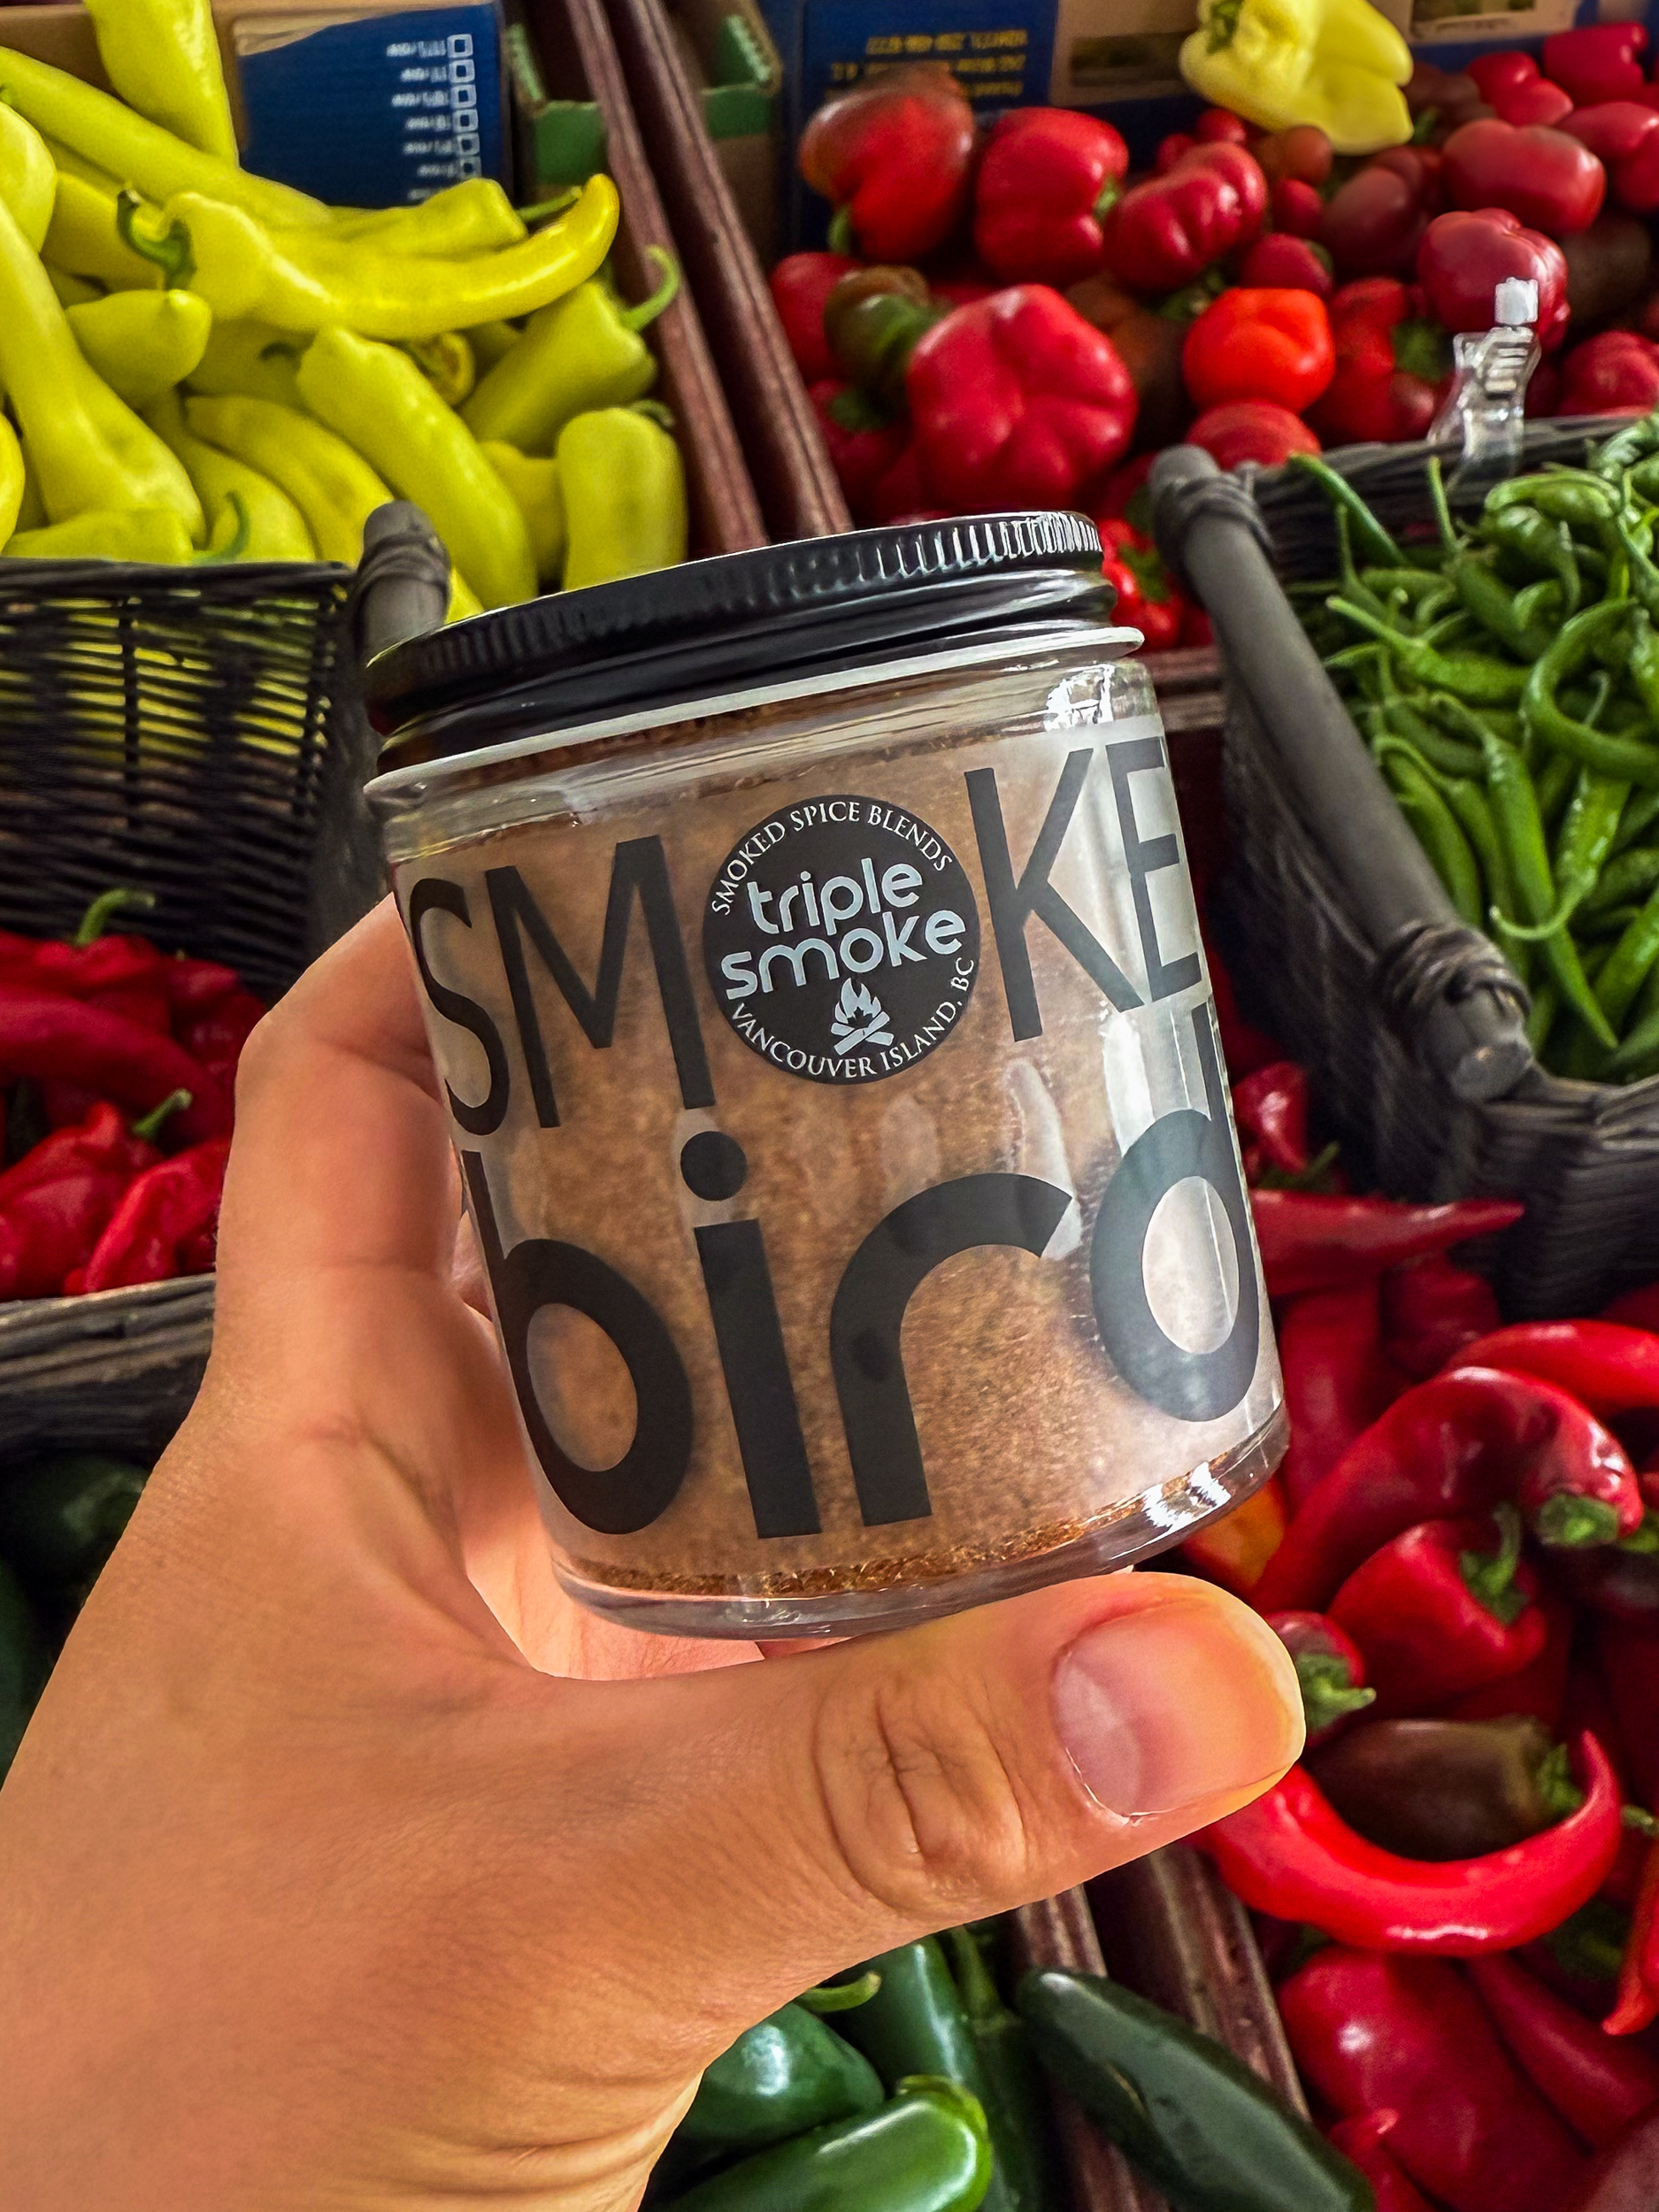 SMOKE
SMOKED SPICE BLENDS
triple
smoke
VANCOUVER ISLAND, BC
bird